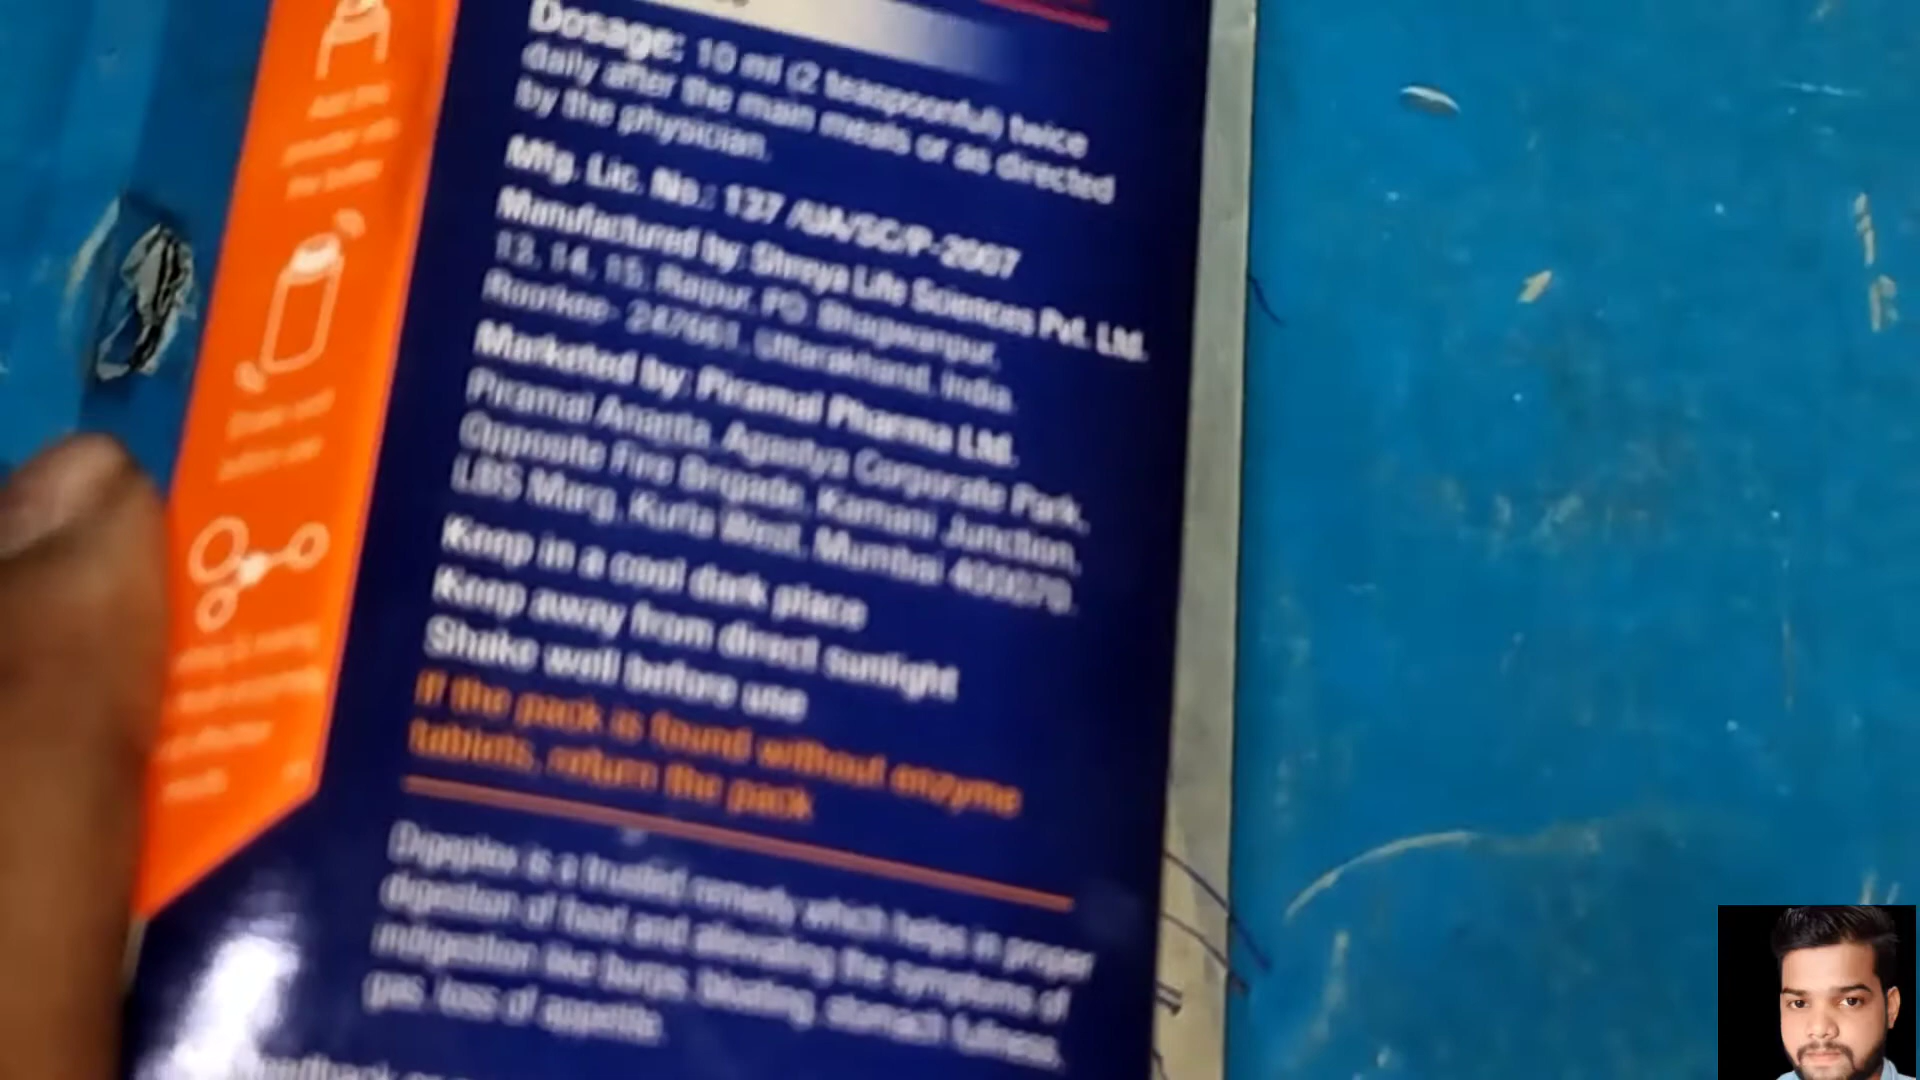 Dosage: 10 ml (2 teaspoonful) twice
daily after the main meals or as directed
by the physician.
Mfg. Lic. No.: 137 /UA/SC/P-2007
Manufactured by: Shreya Life Sciences Pvt. Ltd.
13, 14, 15, Raipur, PO Bhagwanpur,
Roorkee- 247661, Uttarakhand, India.
Marketed by: Piramal Pharma Ltd.
Piramal Ananta, Agastya Corporate Park,
Opposite Fire Brigade, Kamani Junction,
LBS Marg, Kurla West, Mumbai 400070.
Keep in a cool dark place
Keep away from direct sunlight
Shake well before use
If the pack is found without enzyme
tablets, return the pack
Digeplex is a trusted remedy which helps in proper
digestion of food and alleviating the symptoms of
indigestion like burps, bloating, stomach fullness,
gas, loss of appetite.